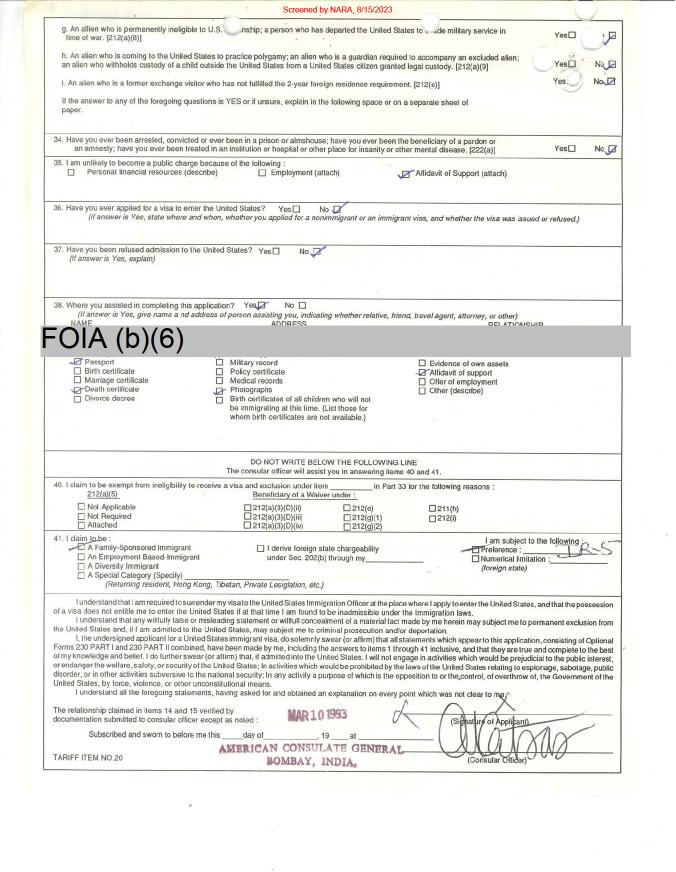 Screened by NARA, 8/15/2023
g. An alien who is permanently ineligible to U.S. nship; a person who has departed the United States to de military service in Yes☐ ☑
time of war. [212(a)(8)]
h. An alien who is coming to the United States to practice polygamy; an alien who is a guardian required to accompany an excluded alien; Yes☐ No☑
an alien who withholds custody of a child outside the United States from a United States citizen granted legal custody. [212(a)(9]
i. An alien who is a former exchange visitor who has not fulfilled the 2-year foreign residence requirement. [212(e)] Yes No☑
If the answer to any of the foregoing questions is YES or if unsure, explain in the following space or on a separate sheet of
paper.
34. Have you ever been arrested, convicted or ever been in a prison or almshouse; have you ever been the beneficiary of a pardon or
an amnesty; have you ever been treated in an institution or hospital or other place for insanity or other mental disease. [222(a)] Yes☐ No☑
35. I am unlikely to become a public charge because of the following :
☐ Personal financial resources (describe) ☐ Employment (attach) ☑ Affidavit of Support (attach)
36. Have you ever applied for a visa to enter the United States? Yes☐ No ☑
(if answer is Yes, state where and when, whether you applied for a nonimmigrant or an immigrant visa, and whether the visa was issued or refused.)
37. Have you been refused admission to the United States? Yes☐ No☑
(If answer is Yes, explain)
38. Where you assisted in completing this application? Yes☑ No ☐
(If answer is Yes, give name a nd address of person assisting you, indicating whether relative, friend, travel agent, attorney, or other)
NAME ADDRESS RELATIONSHIP
FOIA (b)(6)
☑ Passport ☐ Military record ☐ Evidence of own assets
☐ Birth certificate ☐ Policy certificate ☑ Affidavit of support
☐ Marriage certificate ☐ Medical records ☐ Offer of employment
☑ Death certificate ☑ Photographs ☐ Other (describe)
☐ Divorce decree ☐ Birth certificates of all children who will not
be immigrating at this time. (List those for
whom birth certificates are not available.)
DO NOT WRITE BELOW THE FOLLOWING LINE
The consular officer will assist you in answering items 40 and 41.
40. I claim to be exempt from ineligibility to receive a visa and exclusion under item __________ in Part 33 for the following reasons :
212(a)(5) Beneficiary of a Waiver under :
☐ Not Applicable ☐ 212(a)(3)(D)(ii) ☐ 212(e) ☐ 211(h)
☐ Not Required ☐ 212(a)(3)(D)(iii) ☐ 212(g)(1) ☐ 212(i)
☐ Attached ☐ 212(a)(3)(D)(iv) ☐ 212(g)(2)
41. I claim to be : I am subject to the following :
☑ A Family-Sponsored Immigrant ☐ I derive foreign state chargeability ☑ Preference : IR-5
☐ An Employment Based-Immigrant under Sec. 202(b) through my__________ ☐ Numerical Limitation :
☐ A Diversity Immigrant (foreign state)
☐ A Special Category (Specify)
(Returning resident, Hong Kong, Tibetan, Private Lesiglation, etc.)
I understand that I am required to surrender my visa to the United States Immigration Officer at the place where I apply to enter the United States, and that the possession
of a visa does not entitle me to enter the United States if at that time I am found to be inadmissible under the immigration laws.
I understand that any willfully false or misleading statement or willful concealment of a material fact made by me herein may subject me to permanent exclusion from
the United States and, if I am admitted to the United States, may subject me to criminal prosecution and/or deportation.
I, the undersigned applicant for a United States immigrant visa, do solemnly swear (or affirm) that all statements which appear to this application, consisting of Optional
Forms 230 PART I and 230 PART II combined, have been made by me, including the items 1 through 41 inclusive, and that they are true and complete to the best
of my knowledge and belief. I do further swear (or affirm) that, if admitted into the United States. I will not engage in activities which would be prejudicial to the public interest,
or endanger the welfare, safety, or security of the United States; In activities which would be prohibited by the laws of the United States relating to esplonage, sabotage, public
disorder, or in other activities subversive to the national security; In any activity a purpose of which is the opposition to or the control, of overthrow of, the Government of the
United States, by force, violence, or other unconstitutional means.
I understand all the foregoing statements, having asked for and obtained an explanation on every point which was not clear to me.
The relationship claimed in items 14 and 15 verified by
documentation submitted to consular officer except as noted : MAR 10 1993 (Signature of Applicant)
Subscribed and sworn to before me this _____ day of __________, 19 ___ at
AMERICAN CONSULATE GENERAL
BOMBAY, INDIA.
(Consular Officer)
TARIFF ITEM NO.20